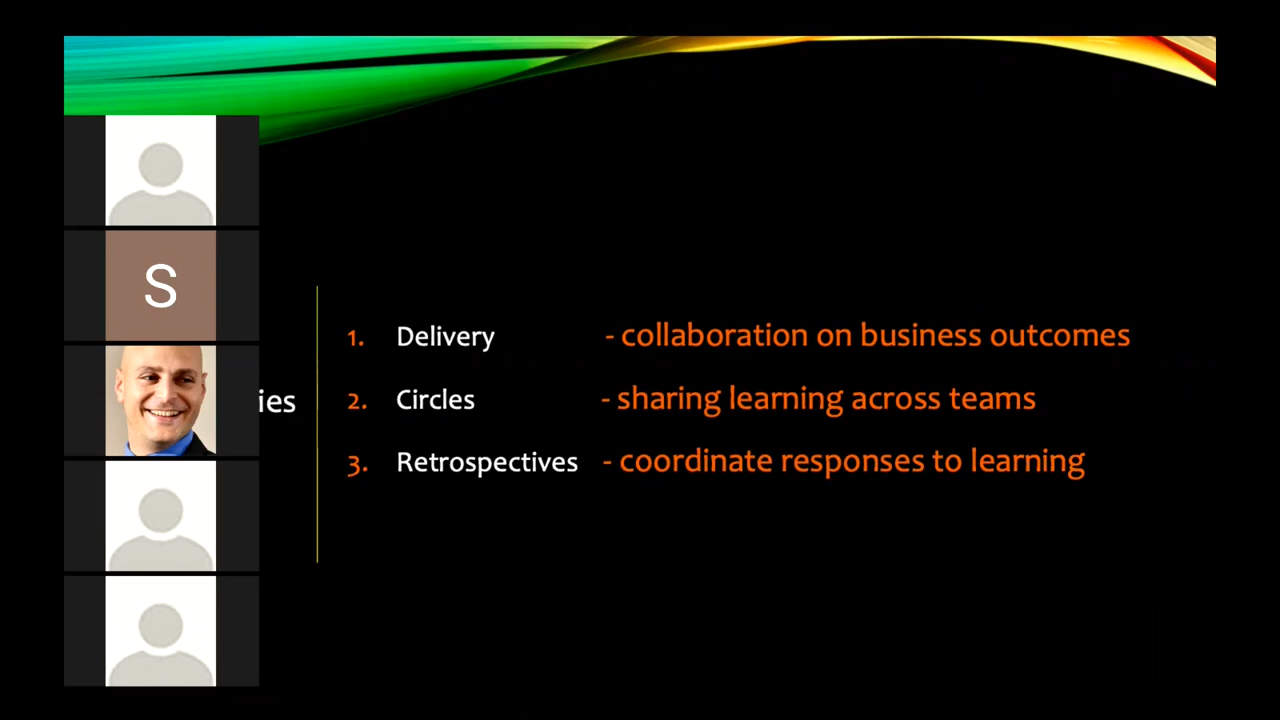 S
ies
1. Delivery - collaboration on business outcomes
2. Circles - sharing learning across teams
3. Retrospectives - coordinate responses to learning